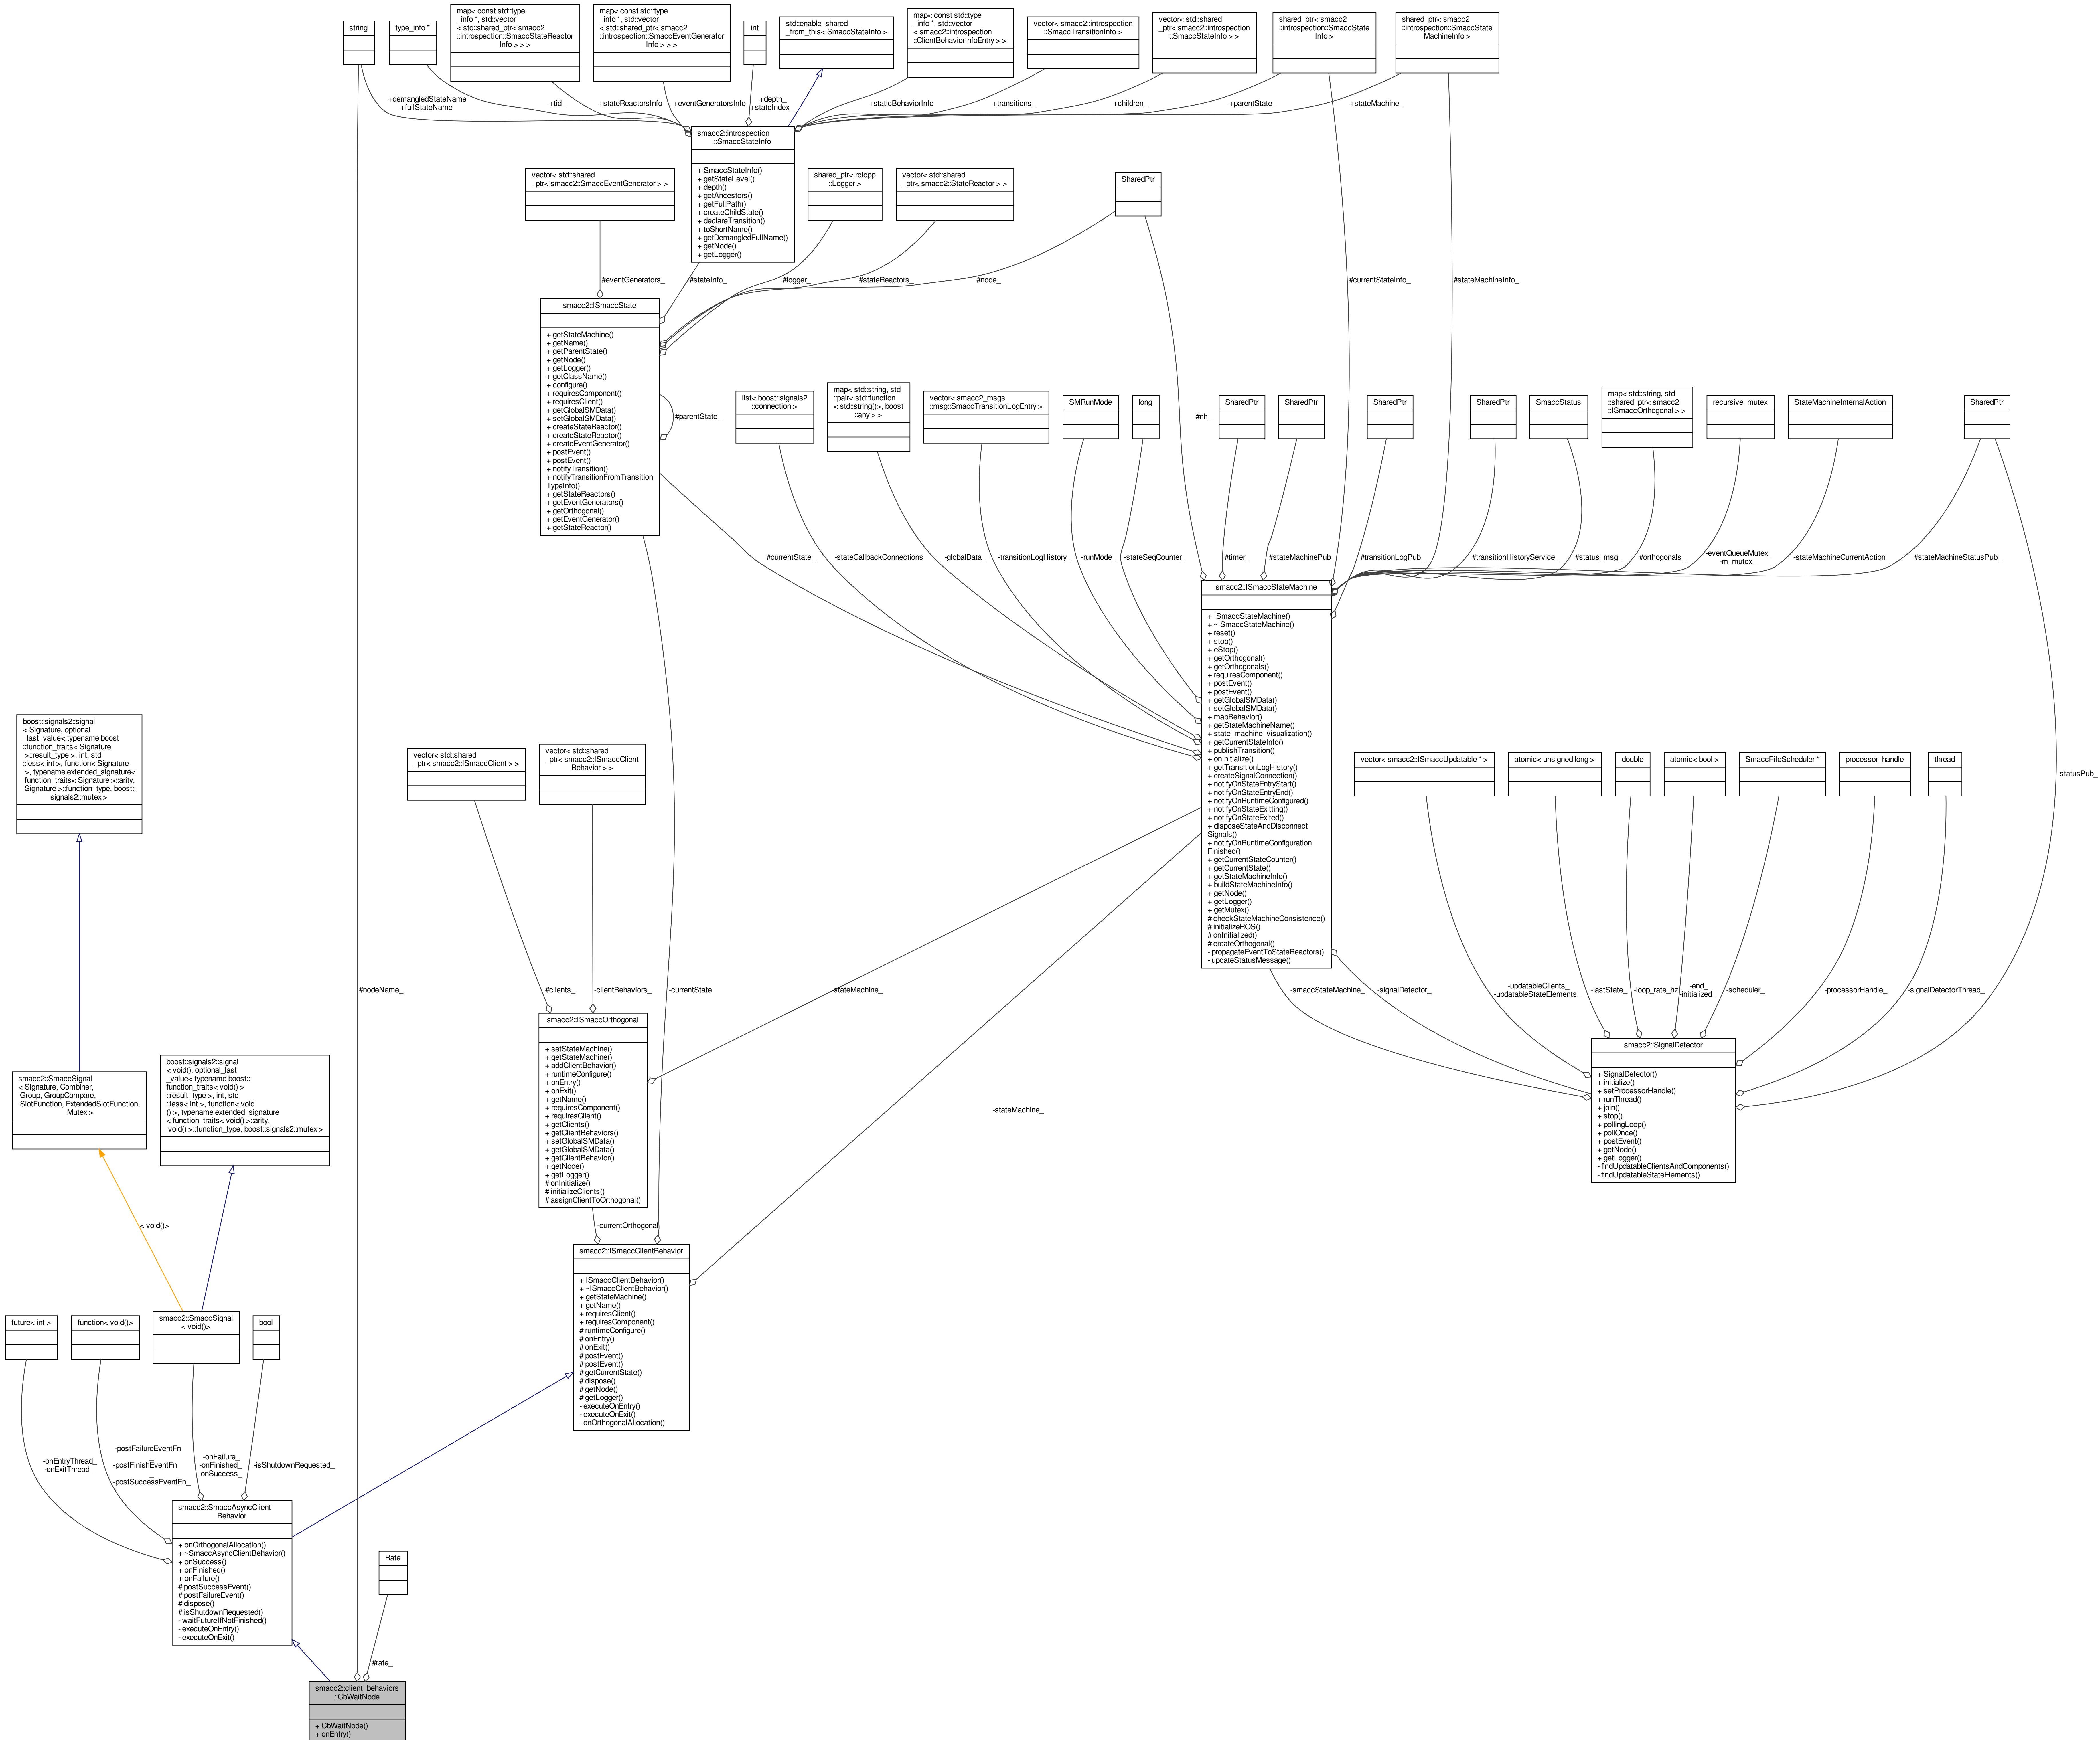 string
type_info *
map< const std::type
_info *, std::vector
< std::shared_ptr< smacc2
::introspection::SmaccStateReactor
Info > > >
map< const std::type
_info *, std::vector
< std::shared_ptr< smacc2
::introspection::SmaccEventGenerator
Info > > >
int
std::enable_shared
_from_this< SmaccStateInfo >
map< const std::type
_info *, std::vector
< smacc2::introspection
::ClientBehaviorInfoEntry > >
vector< smacc2::introspection
::SmaccTransitionInfo >
vector< std::shared
_ptr< smacc2::introspection
::SmaccStateInfo > >
shared_ptr< smacc2
::introspection::SmaccState
Info >
shared_ptr< smacc2
::introspection::SmaccState
MachineInfo >
+demangledStateName
+fullStateName
+tid_
+stateReactorsInfo
+eventGeneratorsInfo
+depth_
+stateIndex_
+staticBehaviorInfo
+transitions_
+children_
+parentState_
+stateMachine_
smacc2::introspection
::SmaccStateInfo
+ SmaccStateInfo()
+ getStateLevel()
+ depth()
+ getAncestors()
+ getFullPath()
+ createChildState()
+ declareTransition()
+ toShortName()
+ getDemangledFullName()
+ getNode()
+ getLogger()
vector< std::shared
_ptr< smacc2::SmaccEventGenerator > >
shared_ptr< rclcpp
::Logger >
vector< std::shared
_ptr< smacc2::StateReactor > >
SharedPtr
#eventGenerators_
#stateInfo_
#logger_
#stateReactors_
#node_
#currentStateInfo_
#stateMachineInfo_
smacc2::ISmaccState
+ getStateMachine()
+ getName()
+ getParentState()
+ getNode()
+ getLogger()
+ getClassName()
+ configure()
+ requiresComponent()
+ requiresClient()
+ getGlobalSMData()
+ setGlobalSMData()
+ createStateReactor()
+ createStateReactor()
+ createEventGenerator()
+ postEvent()
+ postEvent()
+ notifyTransition()
+ notifyTransitionFromTransition
TypeInfo()
+ getStateReactors()
+ getEventGenerators()
+ getOrthogonal()
+ getEventGenerator()
+ getStateReactor()
#parentState_
list< boost::signals2
::connection >
map< std::string, std
::pair< std::function
< std::string()>, boost
::any > >
vector< smacc2_msgs
::msg::SmaccTransitionLogEntry >
SMRunMode
long
#nh_
SharedPtr
SharedPtr
SharedPtr
SharedPtr
SmaccStatus
map< std::string, std
::shared_ptr< smacc2
::ISmaccOrthogonal > >
recursive_mutex
StateMachineInternalAction
SharedPtr
#currentState_
-stateCallbackConnections
-globalData_
-transitionLogHistory_
-runMode_
-stateSeqCounter_
#timer_
#stateMachinePub_
#transitionLogPub_
#transitionHistoryService_
#status_msg_
#orthogonals_
-eventQueueMutex_
-m_mutex_
-stateMachineCurrentAction
#stateMachineStatusPub_
smacc2::ISmaccStateMachine
+ ISmaccStateMachine()
+ ~ISmaccStateMachine()
+ reset()
+ stop()
+ eStop()
+ getOrthogonal()
+ getOrthogonals()
+ requiresComponent()
+ postEvent()
+ postEvent()
+ getGlobalSMData()
+ setGlobalSMData()
+ mapBehavior()
+ getStateMachineName()
+ state_machine_visualization()
+ getCurrentStateInfo()
+ publishTransition()
+ onInitialize()
+ getTransitionLogHistory()
+ createSignalConnection()
+ notifyOnStateEntryStart()
+ notifyOnStateEntryEnd()
+ notifyOnRuntimeConfigured()
+ notifyOnStateExitting()
+ notifyOnStateExited()
+ disposeStateAndDisconnect
Signals()
+ notifyOnRuntimeConfiguration
Finished()
+ getCurrentStateCounter()
+ getCurrentState()
+ getStateMachineInfo()
+ buildStateMachineInfo()
+ getNode()
+ getLogger()
+ getMutex()
# checkStateMachineConsistence()
# initializeROS()
# onInitialized()
# createOrthogonal()
- propagateEventToStateReactors()
- updateStatusMessage()
boost::signals2::signal
< Signature, optional
_last_value< typename boost
::function_traits< Signature
>::result_type >, int, std
::less< int >, function< Signature
>, typename extended_signature<
function_traits< Signature >::arity,
Signature >::function_type, boost::
signals2::mutex >
vector< std::shared
_ptr< smacc2::ISmaccClient > >
vector< std::shared
_ptr< smacc2::ISmaccClient
Behavior > >
vector< smacc2::ISmaccUpdatable * >
atomic< unsigned long >
double
atomic< bool >
SmaccFifoScheduler *
processor_handle
thread
-statusPub_
#nodeName_
#clients_
-clientBehaviors_
-currentState
-stateMachine_
-smaccStateMachine_
-signalDetector_
-updatableClients_
-updatableStateElements_
-lastState_
-loop_rate_hz
-end_
-initialized_
-scheduler_
-processorHandle_
-signalDetectorThread_
smacc2::ISmaccOrthogonal
+ setStateMachine()
+ getStateMachine()
+ addClientBehavior()
+ runtimeConfigure()
+ onEntry()
+ onExit()
+ getName()
+ requiresComponent()
+ requiresClient()
+ getClients()
+ getClientBehaviors()
+ setGlobalSMData()
+ getGlobalSMData()
+ getClientBehavior()
+ getNode()
+ getLogger()
# onInitialize()
# initializeClients()
# assignClientToOrthogonal()
smacc2::SignalDetector
+ SignalDetector()
+ initialize()
+ setProcessorHandle()
+ runThread()
+ join()
+ stop()
+ pollingLoop()
+ pollOnce()
+ postEvent()
+ getNode()
+ getLogger()
- findUpdatableClientsAndComponents()
- findUpdatableStateElements()
smacc2::SmaccSignal
< Signature, Combiner,
Group, GroupCompare,
SlotFunction, ExtendedSlotFunction,
Mutex >
boost::signals2::signal
< void(), optional_last
_value< typename boost::
function_traits< void() >
::result_type >, int, std
::less< int >, function< void
() >, typename extended_signature
< function_traits< void() >::arity,
void() >::function_type, boost::signals2::mutex >
-stateMachine_
< void()>
-currentOrthogonal
smacc2::ISmaccClientBehavior
+ ISmaccClientBehavior()
+ ~ISmaccClientBehavior()
+ getStateMachine()
+ getName()
+ requiresClient()
+ requiresComponent()
# runtimeConfigure()
# onEntry()
# onExit()
# postEvent()
# postEvent()
# getCurrentState()
# dispose()
# getNode()
# getLogger()
- executeOnEntry()
- executeOnExit()
- onOrthogonalAllocation()
future< int >
function< void()>
smacc2::SmaccSignal
< void()>
bool
-onEntryThread_
-onExitThread_
-postFailureEventFn
_
-postFinishEventFn
_
-postSuccessEventFn_
-onFailure_
-onFinished_
-onSuccess_
-isShutdownRequested_
smacc2::SmaccAsyncClient
Behavior
+ onOrthogonalAllocation()
+ ~SmaccAsyncClientBehavior()
+ onSuccess()
+ onFinished()
+ onFailure()
# postSuccessEvent()
# postFailureEvent()
# dispose()
# isShutdownRequested()
- waitFutureIfNotFinished()
- executeOnEntry()
- executeOnExit()
Rate
#rate_
smacc2::client_behaviors
::CbWaitNode
+ CbWaitNode()
+ onEntry()